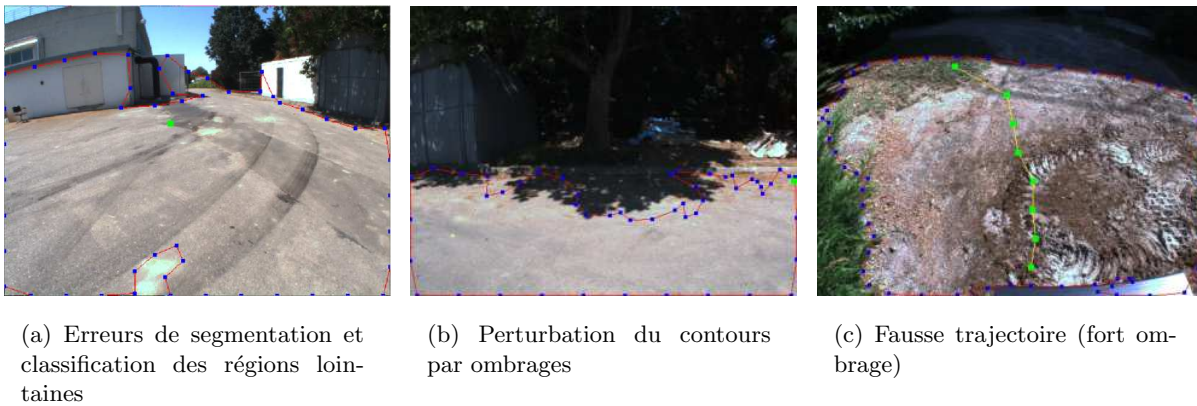 (a) Erreurs de segmentation et
classification des régions loin-
taines
(b) Perturbation du contours
par ombrages
(c) Fausse trajectoire (fort om-
brage)